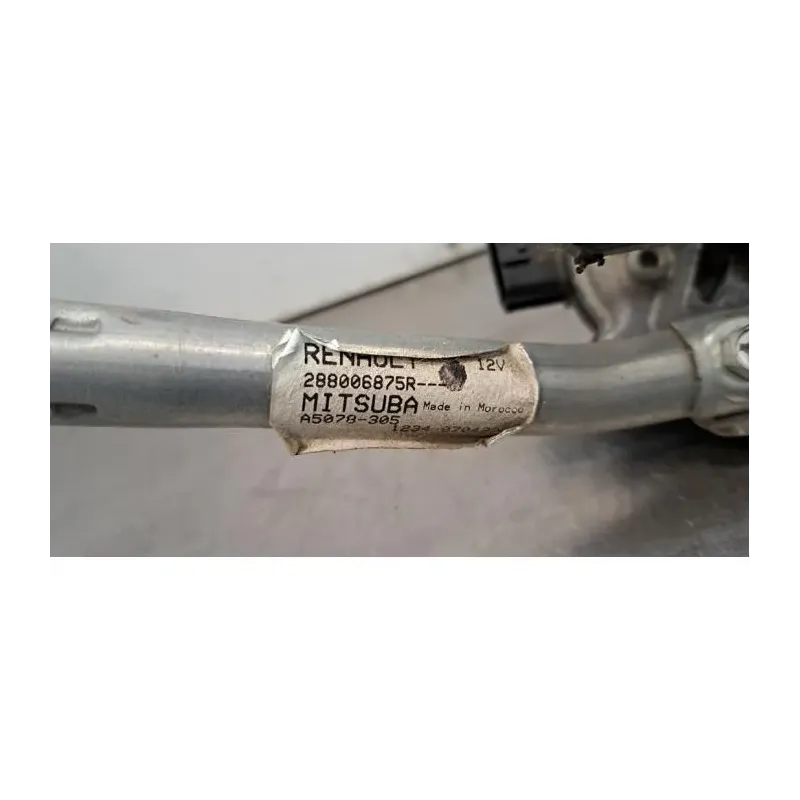 RENAULT 12V
288006875R---
MITSUBA Made in Morocco
A5078-305